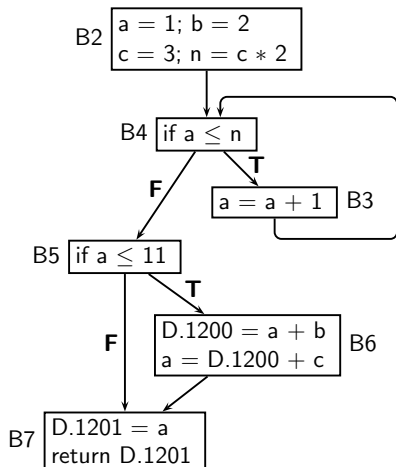 B2
a = 1; b = 2
c = 3; n = c * 2
B4
if a ≤ n
T
F
a = a + 1
B3
B5
if a ≤ 11
T
F
D.1200 = a + b
a = D.1200 + c
B6
B7
D.1201 = a
return D.1201